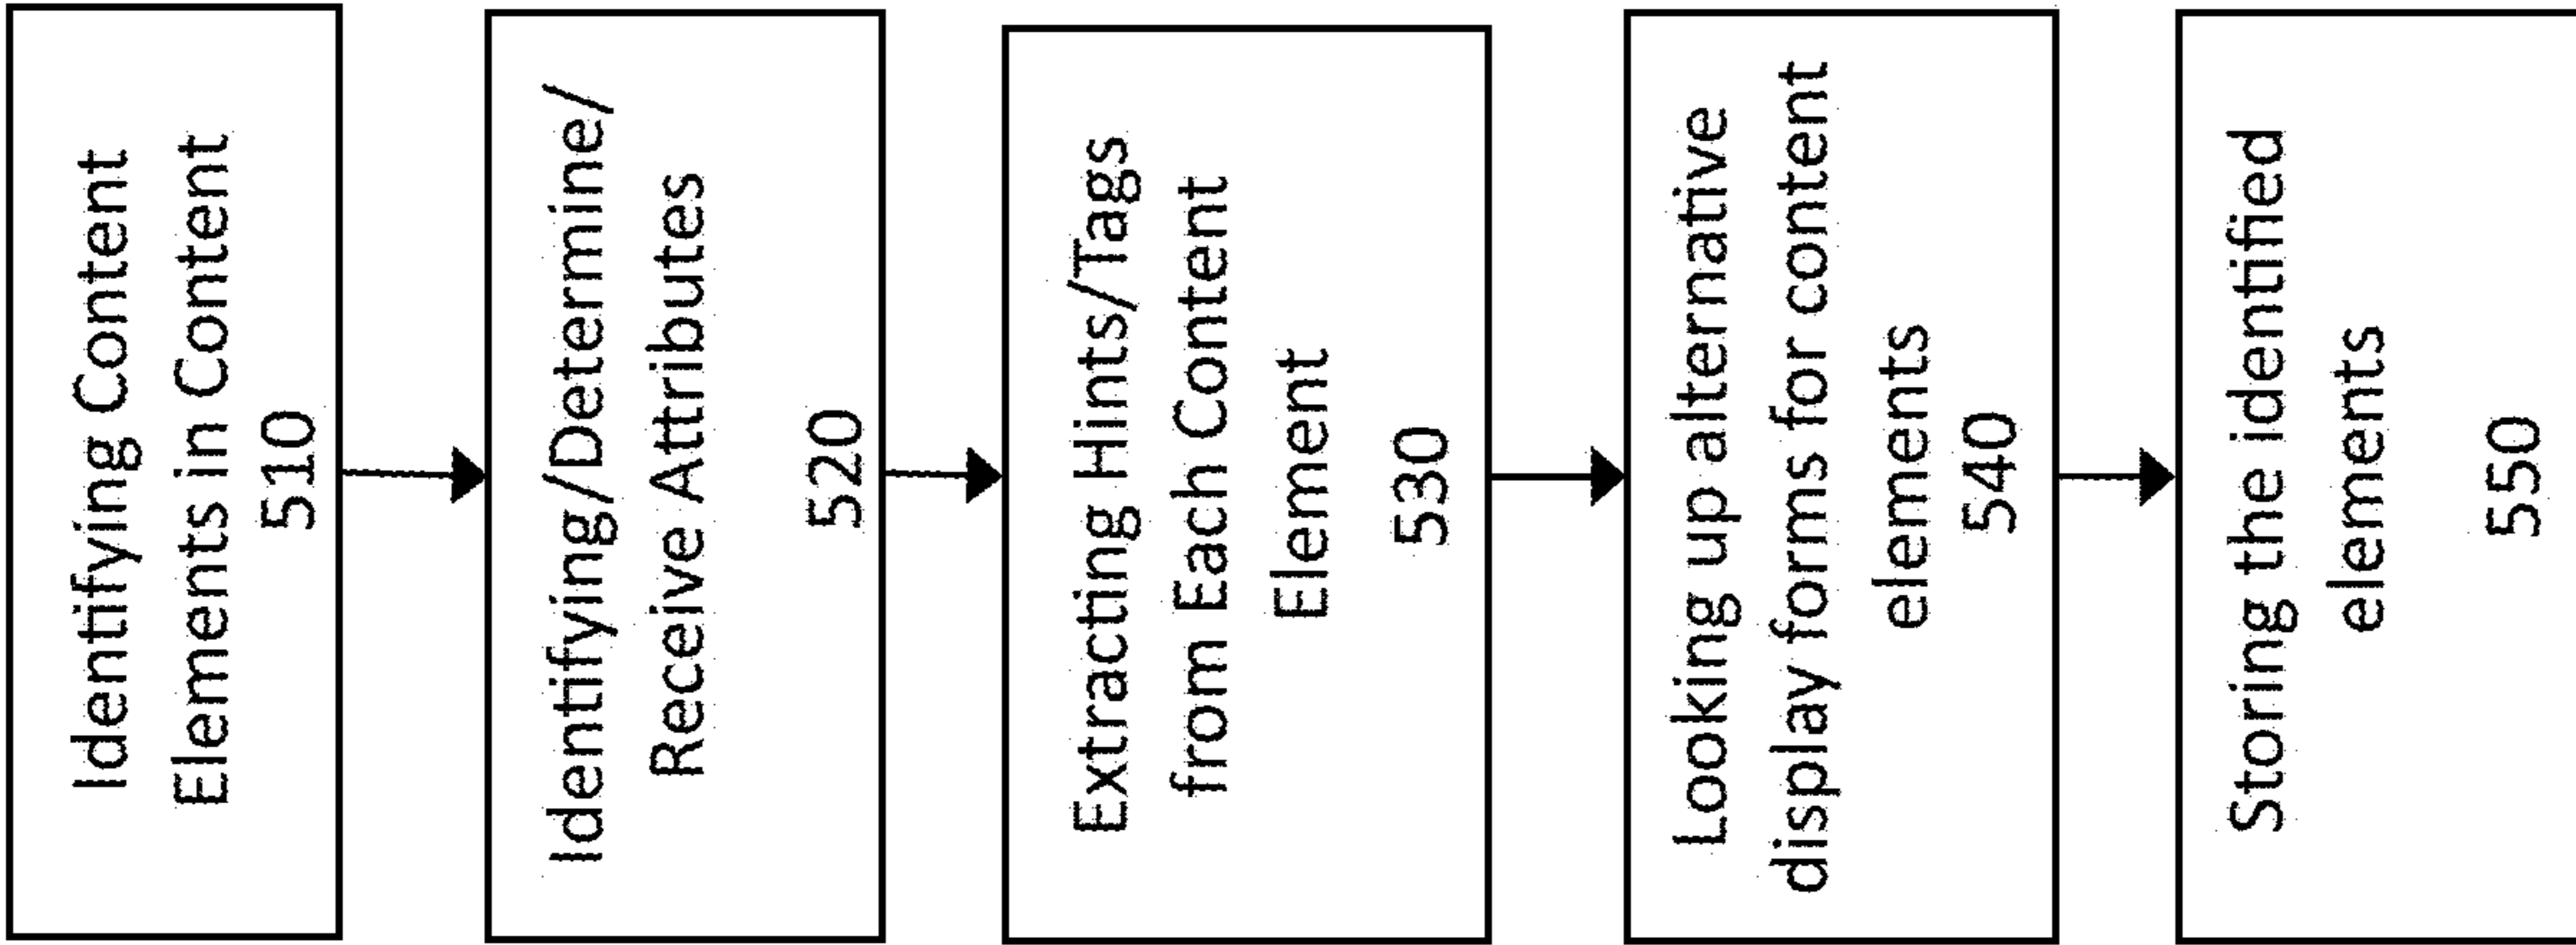 Identifying Content
Elements in Content
510
Identifying/Determine/
Receive Attributes
520
Extracting Hints/Tags
from Each Content
Element
530
Looking up alternative
display forms for content
elements
540
Storing the identified
elements
550